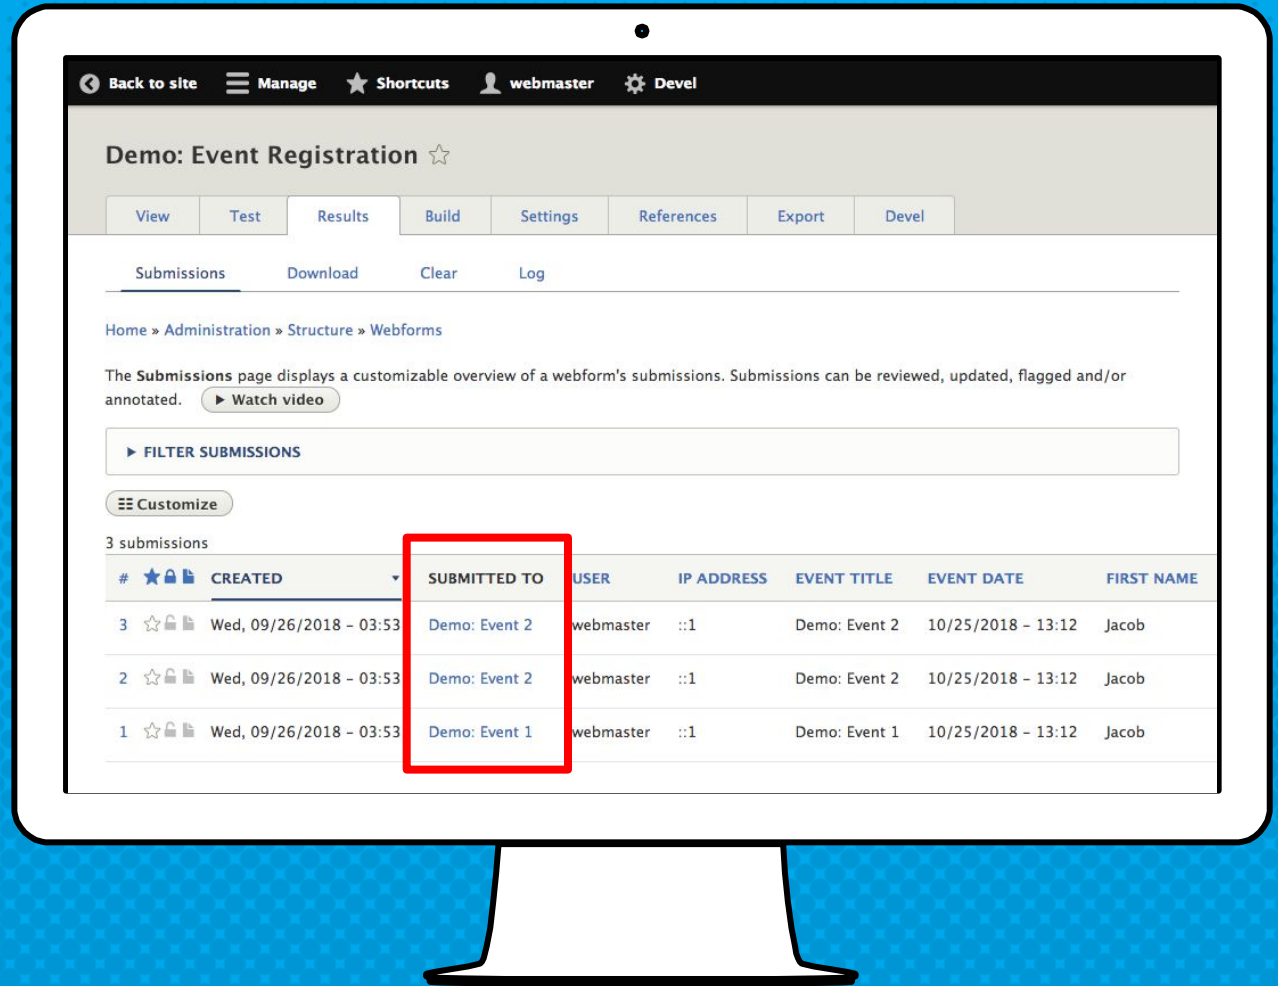 Back to site Manage Shortcuts webmaster Devel
Demo: Event Registration
View Test Results Build Settings References Export Devel
Submissions Download Clear Log
Home » Administration » Structure » Webforms
The Submissions page displays a customizable overview of a webform's submissions. Submissions can be reviewed, updated, flagged and/or
annotated. Watch video
FILTER SUBMISSIONS
Customize
3 submissions
# CREATED SUBMITTED TO USER IP ADDRESS EVENT TITLE EVENT DATE FIRST NAME
3 Wed, 09/26/2018 – 03:53 Demo: Event 2 webmaster ::1 Demo: Event 2 10/25/2018 – 13:12 Jacob
2 Wed, 09/26/2018 – 03:53 Demo: Event 2 webmaster ::1 Demo: Event 2 10/25/2018 – 13:12 Jacob
1 Wed, 09/26/2018 – 03:53 Demo: Event 1 webmaster ::1 Demo: Event 1 10/25/2018 – 13:12 Jacob